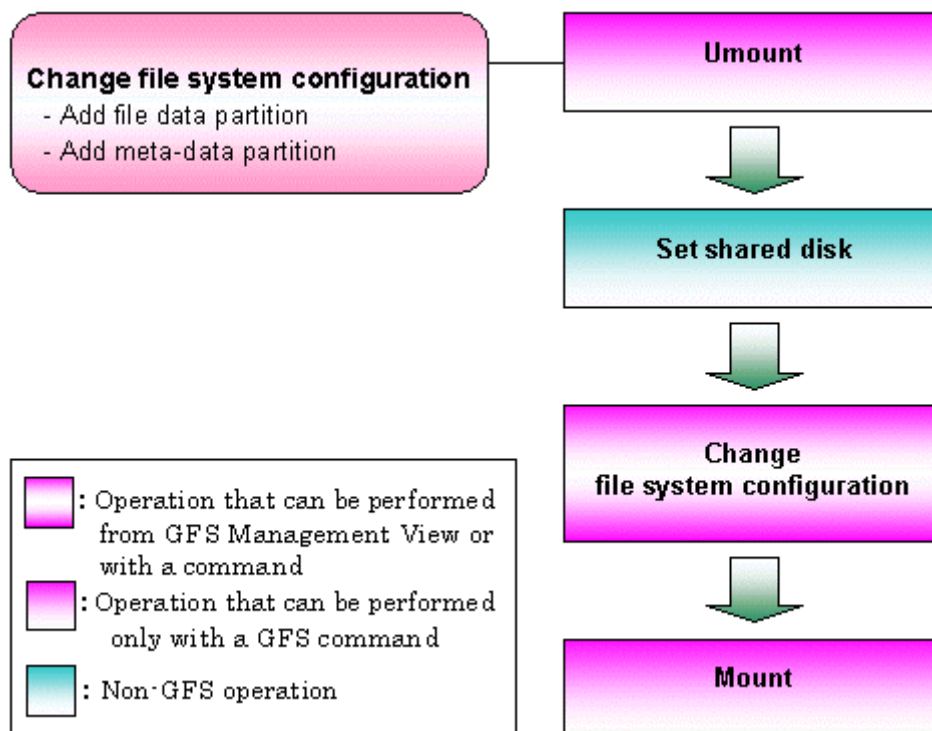 Change file system configuration
- Add file data partition
- Add meta-data partition
Umount
Set shared disk
Change
file system configuration
Mount
: Operation that can be performed
from GFS Management View or
with a command
: Operation that can be performed
only with a GFS command
: Non-GFS operation